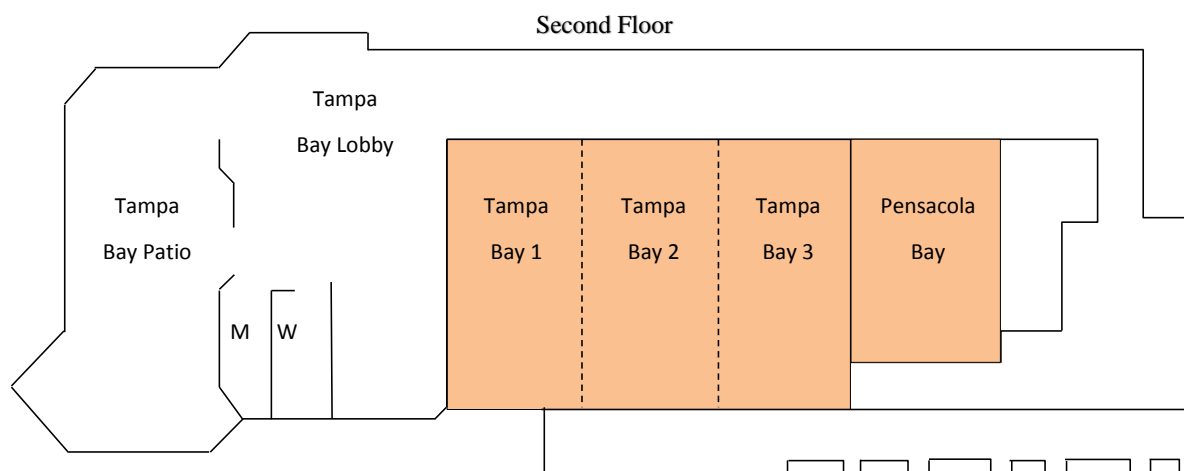 Second Floor
Tampa
Bay Lobby
Tampa
Bay Patio
Tampa
Bay 1
Tampa
Bay 2
Tampa
Bay 3
Pensacola
Bay
M
W